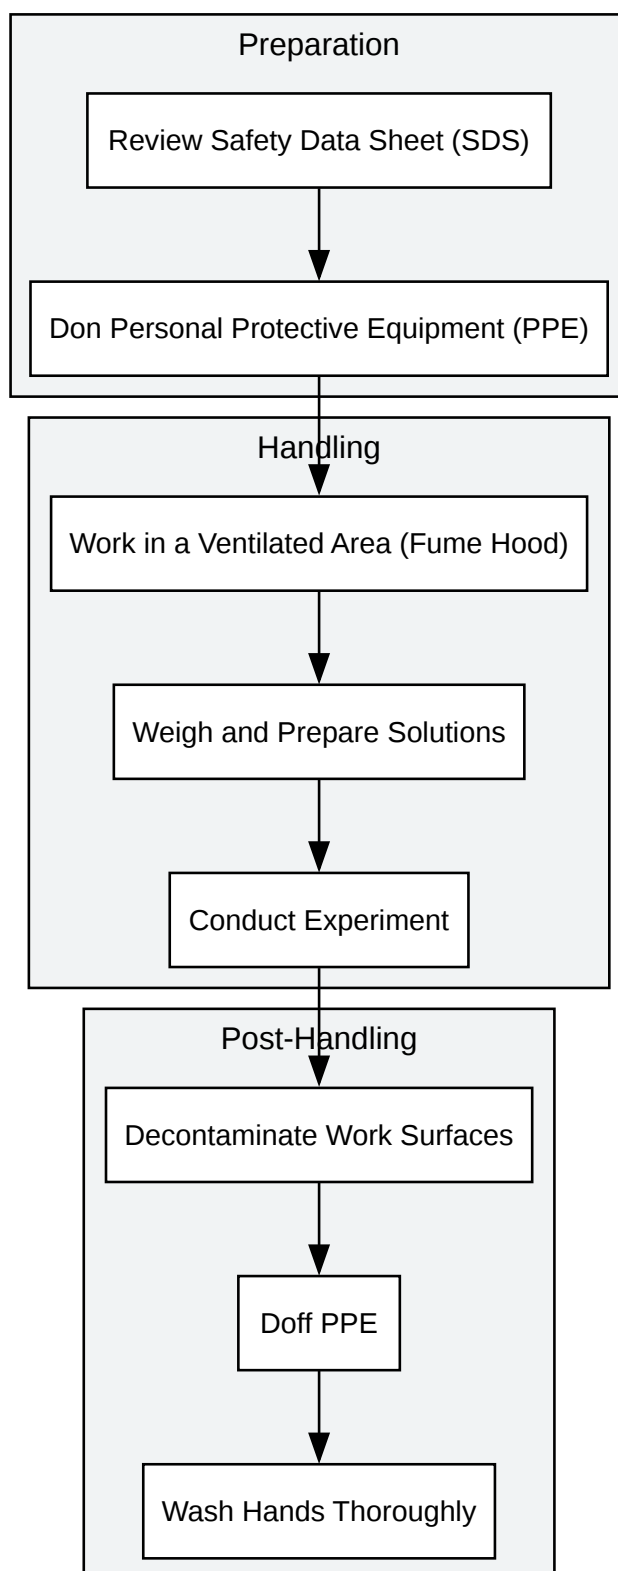 Preparation
Review Safety Data Sheet (SDS)
Don Personal Protective Equipment (PPE)
Handling
Work in a Ventilated Area (Fume Hood)
Weigh and Prepare Solutions
Conduct Experiment
Post-Handling
Decontaminate Work Surfaces
Doff PPE
Wash Hands Thoroughly